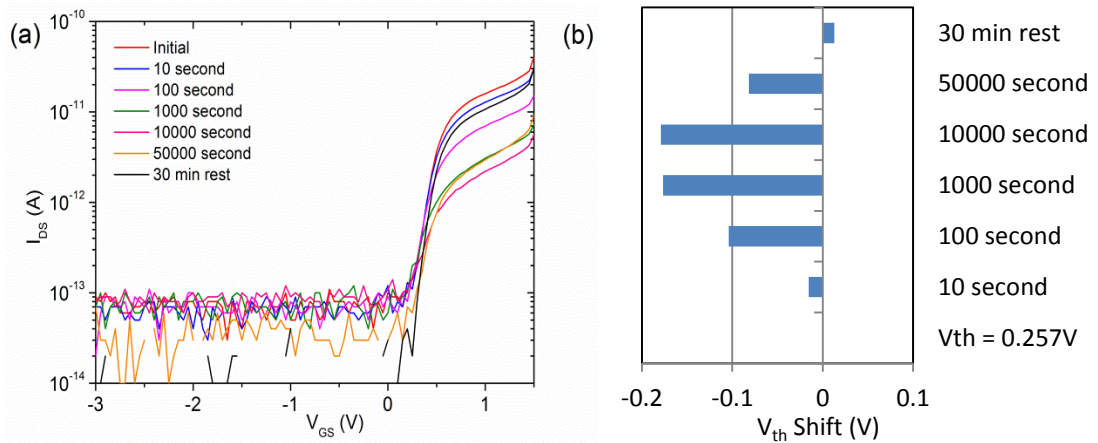 (a)
Initial
10 second
100 second
1000 second
10000 second
50000 second
30 min rest
I_DS (A)
10^-10
10^-11
10^-12
10^-13
10^-14
-3
-2
-1
0
1
V_GS (V)
(b)
30 min rest
50000 second
10000 second
1000 second
100 second
10 second
Vth = 0.257V
-0.2
-0.1
0
0.1
V_th Shift (V)